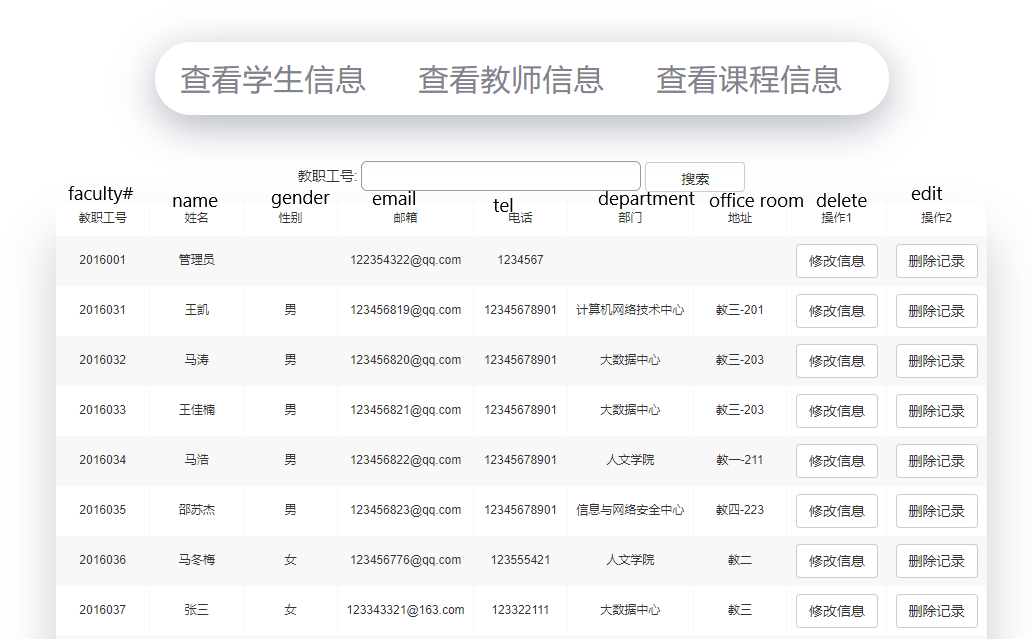 查看学生信息 查看教师信息 查看课程信息
教职工号: 搜索
faculty# name gender email tel department office room delete edit
教职工号 姓名 性别 邮箱 电话 部门 地址 操作1 操作2
2016001 管理员 122354322@qq.com 1234567 修改信息 删除记录
2016031 王凯 男 123456819@qq.com 12345678901 计算机网络技术中心 教三-201 修改信息 删除记录
2016032 马涛 男 123456820@qq.com 12345678901 大数据中心 教三-203 修改信息 删除记录
2016033 王佳楠 男 123456821@qq.com 12345678901 大数据中心 教三-203 修改信息 删除记录
2016034 马浩 男 123456822@qq.com 12345678901 人文学院 教一-211 修改信息 删除记录
2016035 邵苏杰 男 123456823@qq.com 12345678901 信息与网络安全中心 教四-223 修改信息 删除记录
2016036 马冬梅 女 123456776@qq.com 123555421 人文学院 教二 修改信息 删除记录
2016037 张三 女 123343321@163.com 123322111 大数据中心 教三 修改信息 删除记录